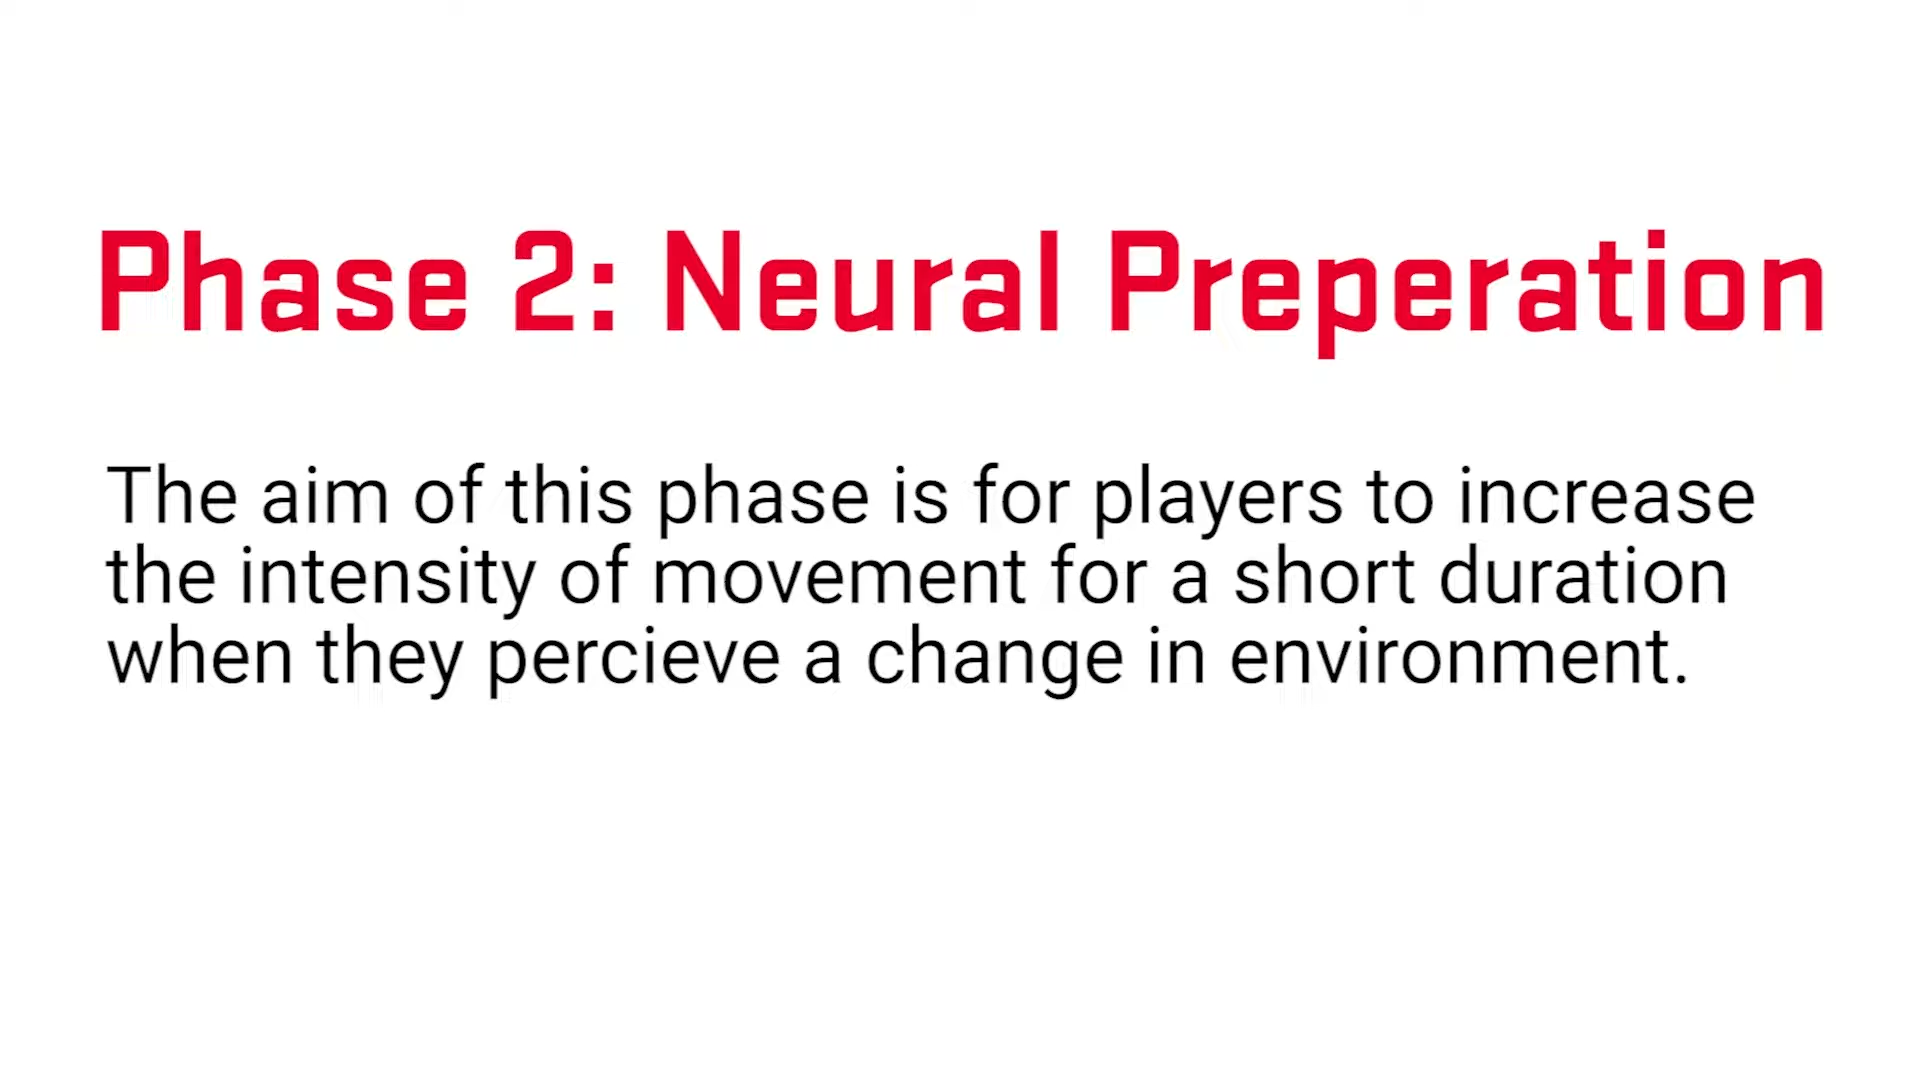 Phase 2: Neural Preperation
The aim of this phase is for players to increase
the intensity of movement for a short duration
when they percieve a change in environment.